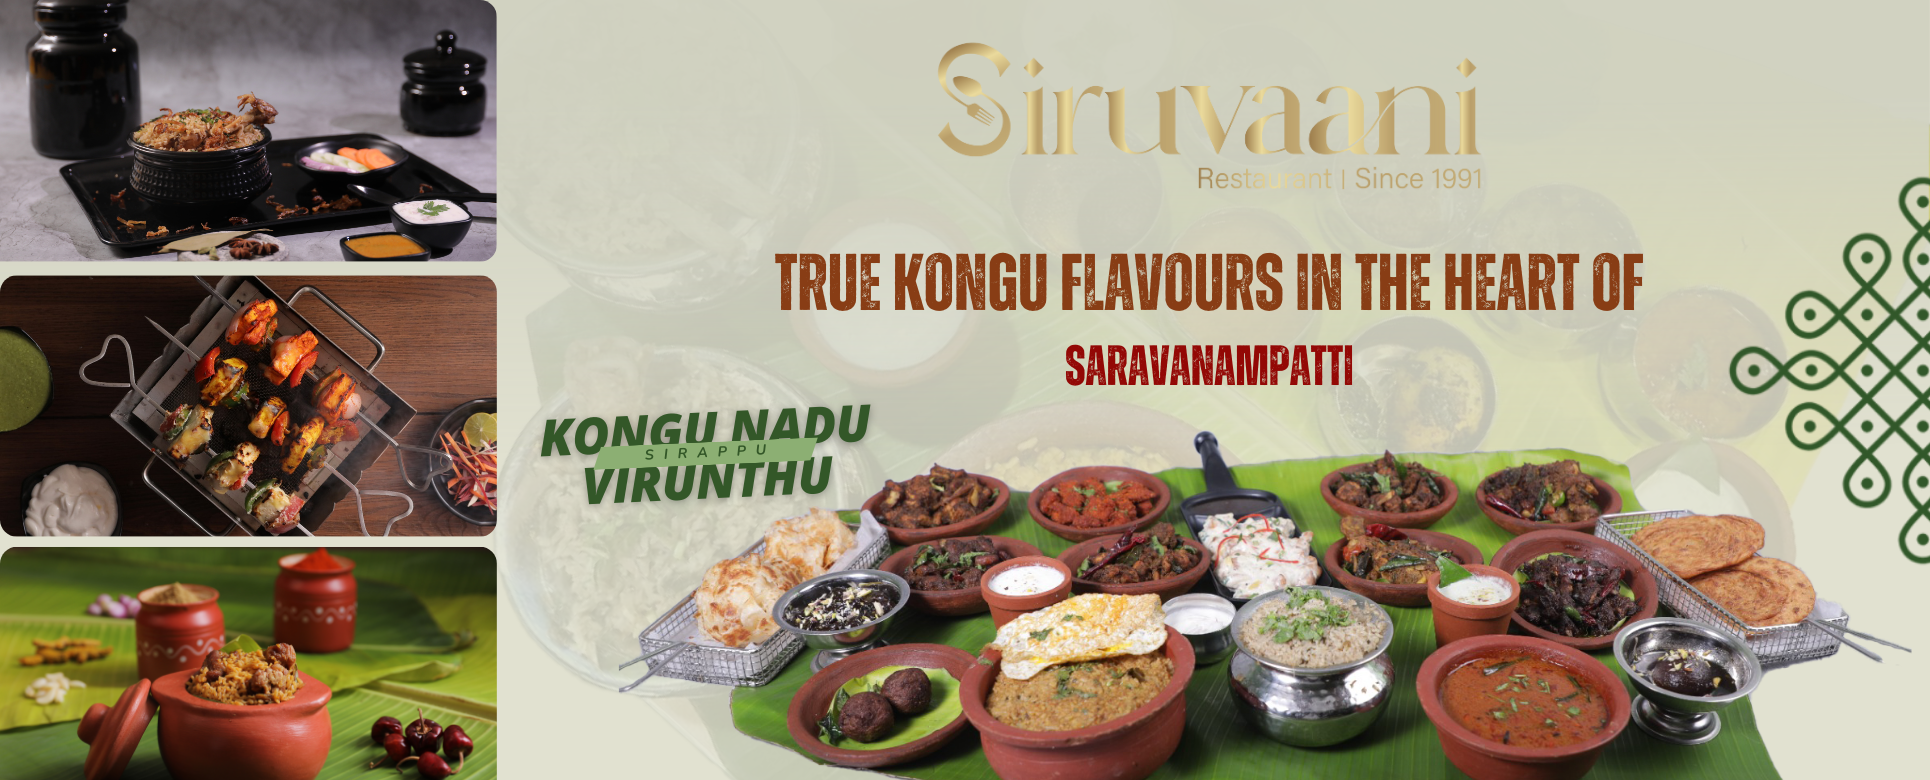 Siruvaani
Restaurant | Since 1991
TRUE KONGU FLAVOURS IN THE HEART OF
SARAVANAMPATTI
KONGU NADU
SIRAPPU
VIRUNTHU